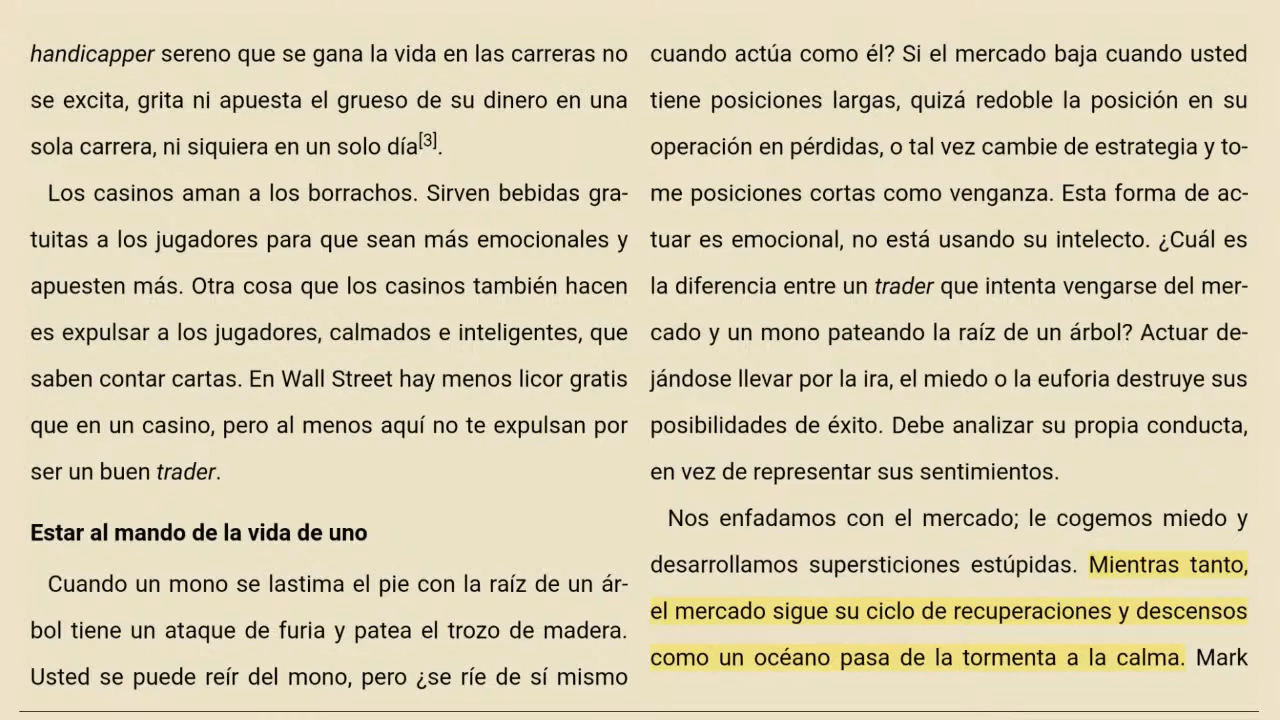 handicapper sereno que se gana la vida en las carreras no
se excita, grita ni apuesta el grueso de su dinero en una
sola carrera, ni siquiera en un solo día[3].
Los casinos aman a los borrachos. Sirven bebidas gra-
tuitas a los jugadores para que sean más emocionales y
apuesten más. Otra cosa que los casinos también hacen
es expulsar a los jugadores, calmados e inteligentes, que
saben contar cartas. En Wall Street hay menos licor gratis
que en un casino, pero al menos aquí no te expulsan por
ser un buen trader.
Estar al mando de la vida de uno
Cuando un mono se lastima el pie con la raíz de un ár-
bol tiene un ataque de furia y patea el trozo de madera.
Usted se puede reír del mono, pero ¿se ríe de sí mismo
cuando actúa como él? Si el mercado baja cuando usted
tiene posiciones largas, quizá redoble la posición en su
operación en pérdidas, o tal vez cambie de estrategia y to-
me posiciones cortas como venganza. Esta forma de ac-
tuar es emocional, no está usando su intelecto. ¿Cuál es
la diferencia entre un trader que intenta vengarse del mer-
cado y un mono pateando la raíz de un árbol? Actuar de-
jándose llevar por la ira, el miedo o la euforia destruye sus
posibilidades de éxito. Debe analizar su propia conducta,
en vez de representar sus sentimientos.
Nos enfadamos con el mercado; le cogemos miedo y
desarrollamos supersticiones estúpidas. Mientras tanto,
el mercado sigue su ciclo de recuperaciones y descensos
como un océano pasa de la tormenta a la calma. Mark